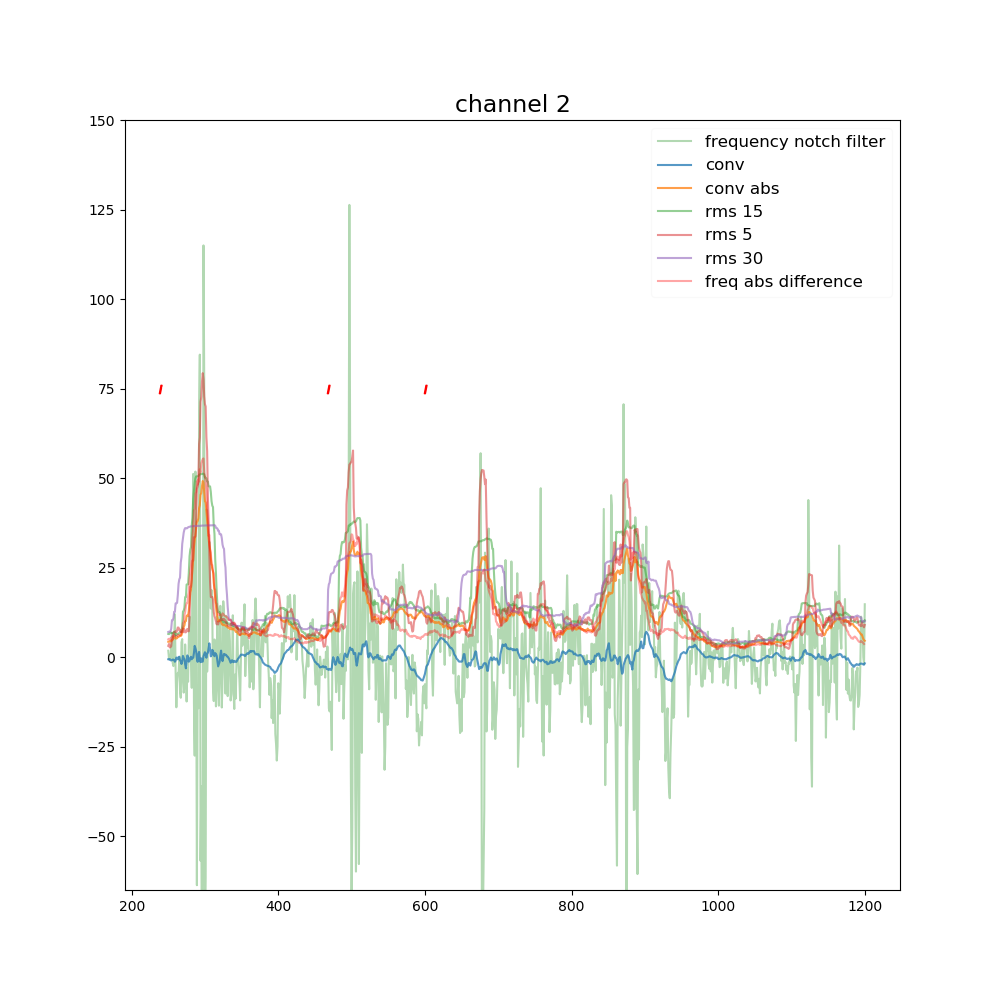 channel 2
150
125
100
75
50
25
0
−25
−50
200
400
600
800
1000
1200
frequency notch filter
conv
conv abs
rms 15
rms 5
rms 30
freq abs difference